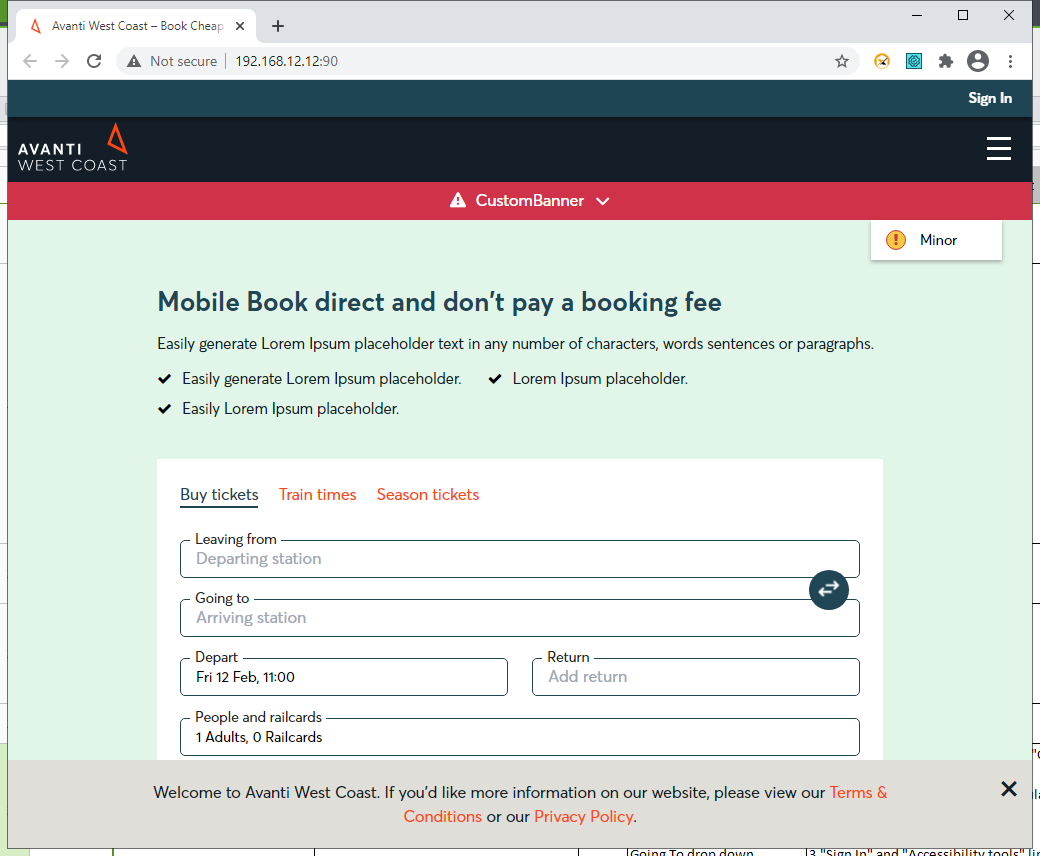 Avanti West Coast – Book Cheap
Not secure
192.168.12.12:90
Sign In
AVANTI
WEST COAST
CustomBanner
Minor
Mobile Book direct and don't pay a booking fee
Easily generate Lorem Ipsum placeholder text in any number of characters, words sentences or paragraphs.
Easily generate Lorem Ipsum placeholder. Lorem Ipsum placeholder.
Easily Lorem Ipsum placeholder.
Buy tickets Train times Season tickets
Leaving from
Departing station
Going to
Arriving station
Depart Return
Fri 12 Feb, 11:00 Add return
People and railcards
1 Adults, 0 Railcards
Welcome to Avanti West Coast. If you'd like more information on our website, please view our Terms &
Conditions or our Privacy Policy.
Going To drop down 3 "Sign In" and "Accessibility tools"